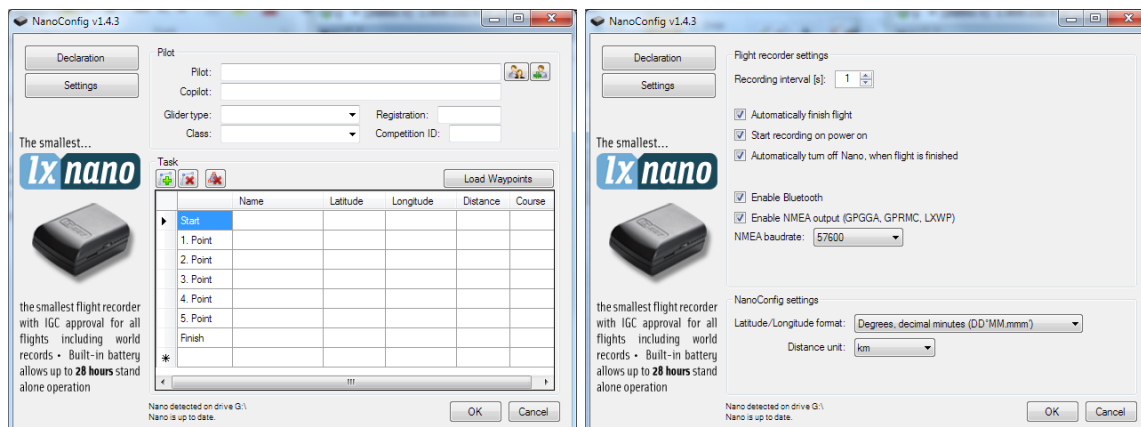 NanoConfig v1.4.3
Declaration
Settings
The smallest...
lx nano
the smallest flight recorder
with IGC approval for all
flights including world
records • Built-in battery
allows up to 28 hours stand
alone operation
Pilot
Pilot:
Copilot:
Glider type:
Registration:
Class:
Competition ID:
Task
Load Waypoints
Name Latitude Longitude Distance Course
Start
1. Point
2. Point
3. Point
4. Point
5. Point
Finish
Nano detected on drive G:\
Nano is up to date.
OK Cancel
NanoConfig v1.4.3
Declaration
Settings
The smallest...
lx nano
the smallest flight recorder
with IGC approval for all
flights including world
records • Built-in battery
allows up to 28 hours stand
alone operation
Flight recorder settings
Recording interval [s]: 1
Automatically finish flight
Start recording on power on
Automatically turn off Nano, when flight is finished
Enable Bluetooth
Enable NMEA output (GPGGA, GPRMC, LXWP)
NMEA baudrate: 57600
NanoConfig settings
Latitude/Longitude format: Degrees, decimal minutes (DD°MM.mmm')
Distance unit: km
Nano detected on drive G:\
Nano is up to date.
OK Cancel